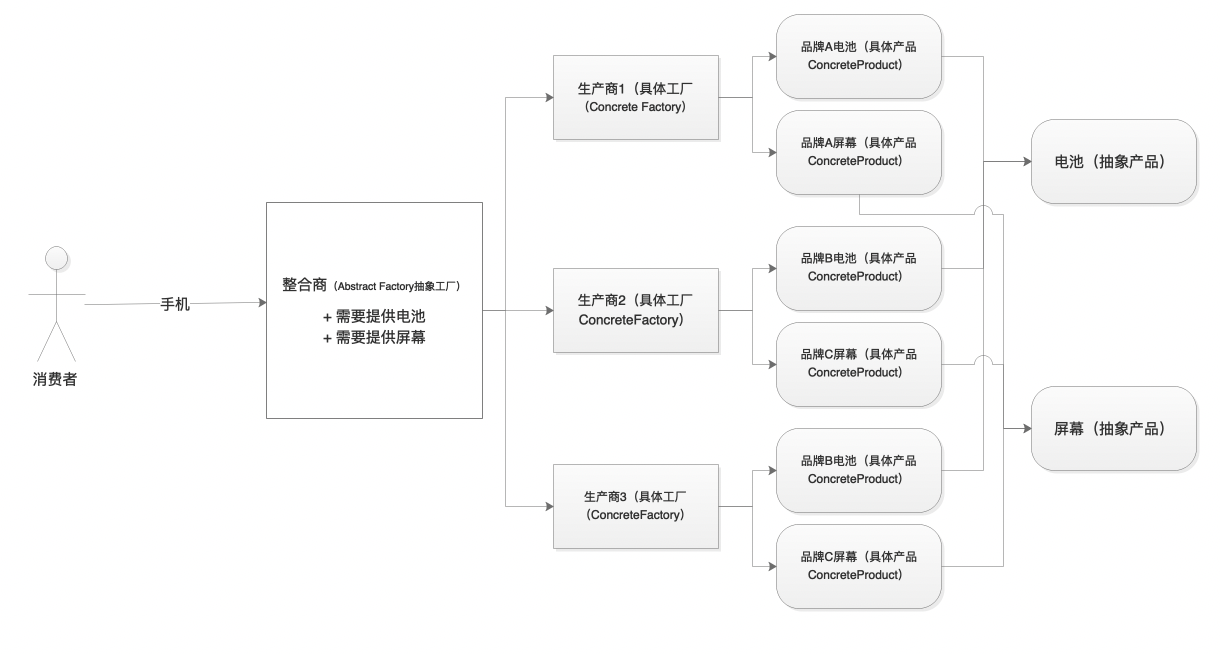 消费者
手机
整合商（Abstract Factory抽象工厂）
+ 需要提供电池
+ 需要提供屏幕
生产商1（具体工厂
（Concrete Factory）
生产商2（具体工厂
ConcreteFactory）
生产商3（具体工厂
（ConcreteFactory）
品牌A电池（具体产品
ConcreteProduct）
品牌A屏幕（具体产品
ConcreteProduct）
品牌B电池（具体产品
ConcreteProduct）
品牌C屏幕（具体产品
ConcreteProduct）
品牌B电池（具体产品
ConcreteProduct）
品牌C屏幕（具体产品
ConcreteProduct）
电池（抽象产品）
屏幕（抽象产品）